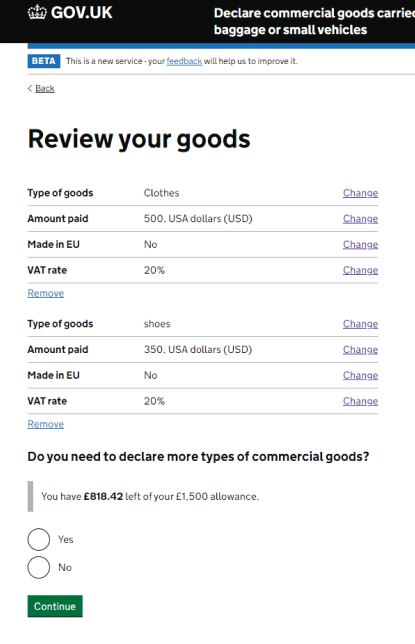 GOV.UK
Declare commercial goods carried
baggage or small vehicles
BETA This is a new service - your feedback will help us to improve it.
Back
Review your goods
Type of goods Clothes Change
Amount paid 500, USA dollars (USD) Change
Made in EU No Change
VAT rate 20% Change
Remove
Type of goods shoes Change
Amount paid 350, USA dollars (USD) Change
Made in EU No Change
VAT rate 20% Change
Remove
Do you need to declare more types of commercial goods?
You have £818.42 left of your £1,500 allowance.
Yes
No
Continue